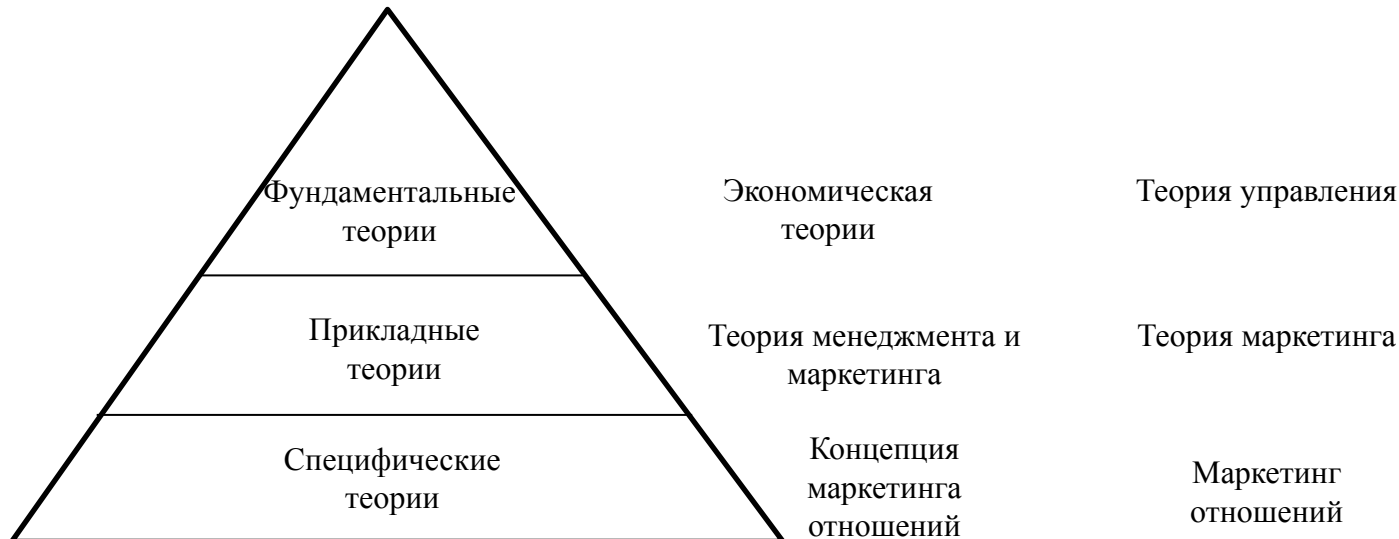 Фундаментальные
теории
Экономическая
теории
Теория управления
Прикладные
теории
Теория менеджмента и
маркетинга
Теория маркетинга
Специфические
теории
Концепция
маркетинга
отношений
Маркетинг
отношений